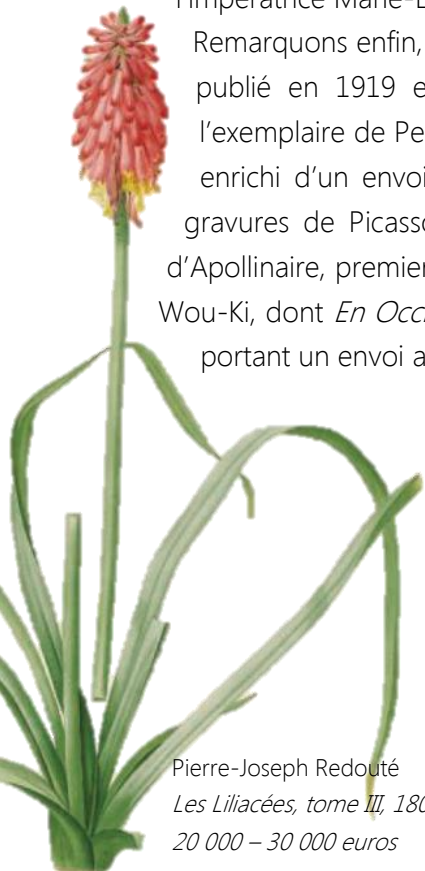 l'impératrice Marie-
Remarquons enfin,
publié en 1919 e
l'exemplaire de Pe
enrichi d'un envoi
gravures de Picasso
d'Apollinaire, premier
Wou-Ki, dont En Occ
portant un envoi a
Pierre-Joseph Redouté
Les Liliacées, tome III, 180
20 000 – 30 000 euros